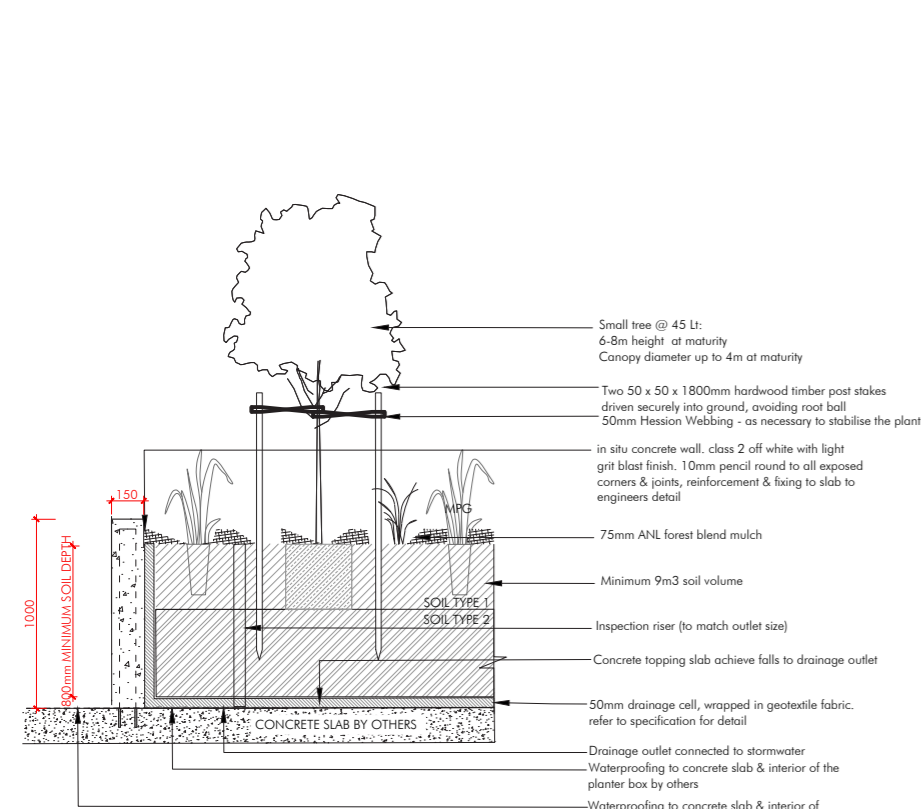 Small tree @ 45 Lt:
6-8m height at maturity
Canopy diameter up to 4m at maturity
Two 50 x 50 x 1800mm hardwood timber post stakes
driven securely into ground, avoiding root ball
50mm Hession Webbing - as necessary to stabilise the plant
in situ concrete wall. class 2 off white with light
grit blast finish. 10mm pencil round to all exposed
corners & joints, reinforcement & fixing to slab to
engineers detail
150
MPG
75mm ANL forest blend mulch
1000
800mm MINIMUM SOIL DEPTH
Minimum 9m3 soil volume
SOIL TYPE 1
SOIL TYPE 2
Inspection riser (to match outlet size)
Concrete topping slab achieve falls to drainage outlet
50mm drainage cell, wrapped in geotextile fabric.
refer to specification for detail
CONCRETE SLAB BY OTHERS
Drainage outlet connected to stormwater
Waterproofing to concrete slab & interior of the
planter box by others
Waterproofing to concrete slab & interior of